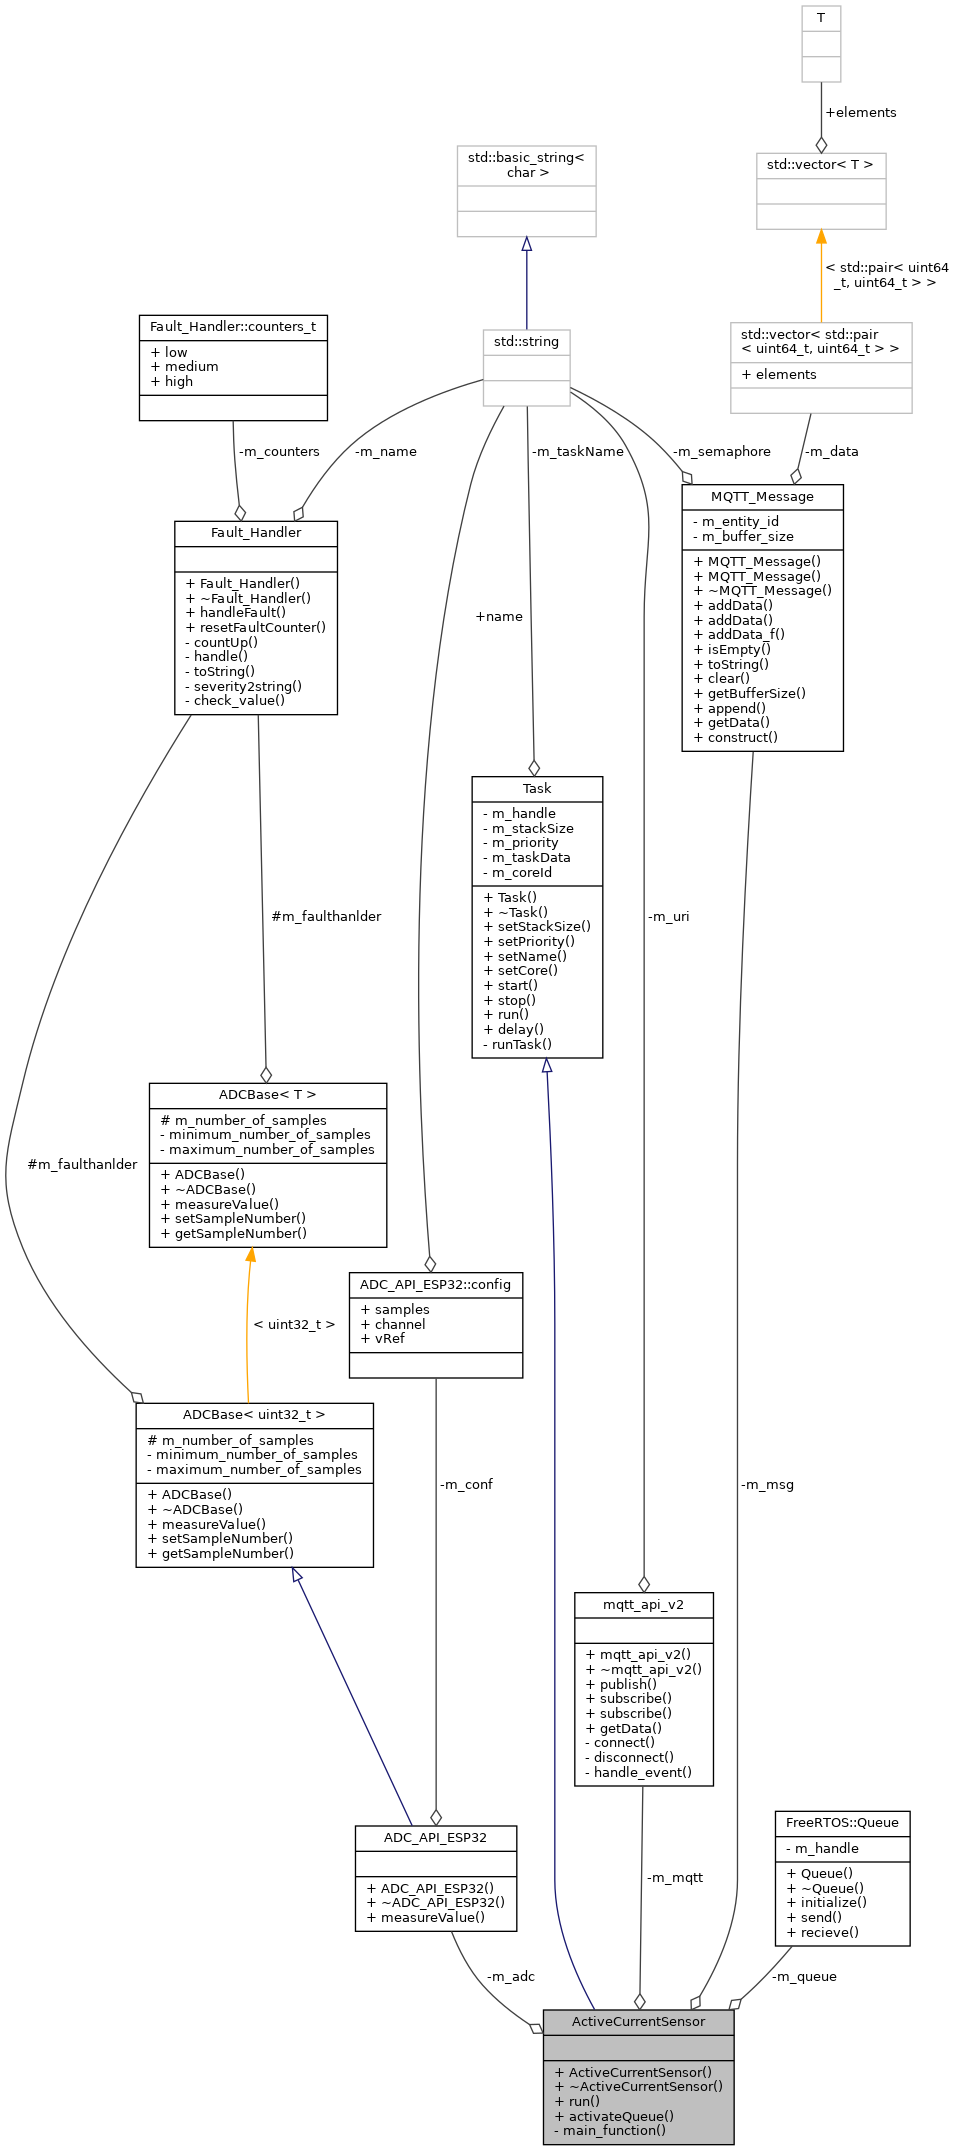 T
+elements
std::basic_string<
char >
std::vector< T >
< std::pair< uint64
_t, uint64_t > >
Fault_Handler::counters_t
+ low
+ medium
+ high
std::string
std::vector< std::pair
< uint64_t, uint64_t > >
+ elements
-m_counters
-m_name
-m_taskName
-m_semaphore
-m_data
Fault_Handler
+ Fault_Handler()
+ ~Fault_Handler()
+ handleFault()
+ resetFaultCounter()
- countUp()
- handle()
- toString()
- severity2string()
- check_value()
MQTT_Message
- m_entity_id
- m_buffer_size
+ MQTT_Message()
+ MQTT_Message()
+ ~MQTT_Message()
+ addData()
+ addData()
+ addData_f()
+ isEmpty()
+ toString()
+ clear()
+ getBufferSize()
+ append()
+ getData()
+ construct()
+name
Task
- m_handle
- m_stackSize
- m_priority
- m_taskData
- m_coreId
+ Task()
+ ~Task()
+ setStackSize()
+ setPriority()
+ setName()
+ setCore()
+ start()
+ stop()
+ run()
+ delay()
- runTask()
#m_faulthanlder
-m_uri
ADCBase< T >
# m_number_of_samples
- minimum_number_of_samples
- maximum_number_of_samples
+ ADCBase()
+ ~ADCBase()
+ measureValue()
+ setSampleNumber()
+ getSampleNumber()
#m_faulthanlder
ADC_API_ESP32::config
+ samples
+ channel
+ vRef
< uint32_t >
ADCBase< uint32_t >
# m_number_of_samples
- minimum_number_of_samples
- maximum_number_of_samples
+ ADCBase()
+ ~ADCBase()
+ measureValue()
+ setSampleNumber()
+ getSampleNumber()
-m_conf
-m_msg
mqtt_api_v2
+ mqtt_api_v2()
+ ~mqtt_api_v2()
+ publish()
+ subscribe()
+ subscribe()
+ getData()
- connect()
- disconnect()
- handle_event()
ADC_API_ESP32
+ ADC_API_ESP32()
+ ~ADC_API_ESP32()
+ measureValue()
FreeRTOS::Queue
- m_handle
+ Queue()
+ ~Queue()
+ initialize()
+ send()
+ recieve()
-m_mqtt
-m_adc
-m_queue
ActiveCurrentSensor
+ ActiveCurrentSensor()
+ ~ActiveCurrentSensor()
+ run()
+ activateQueue()
- main_function()